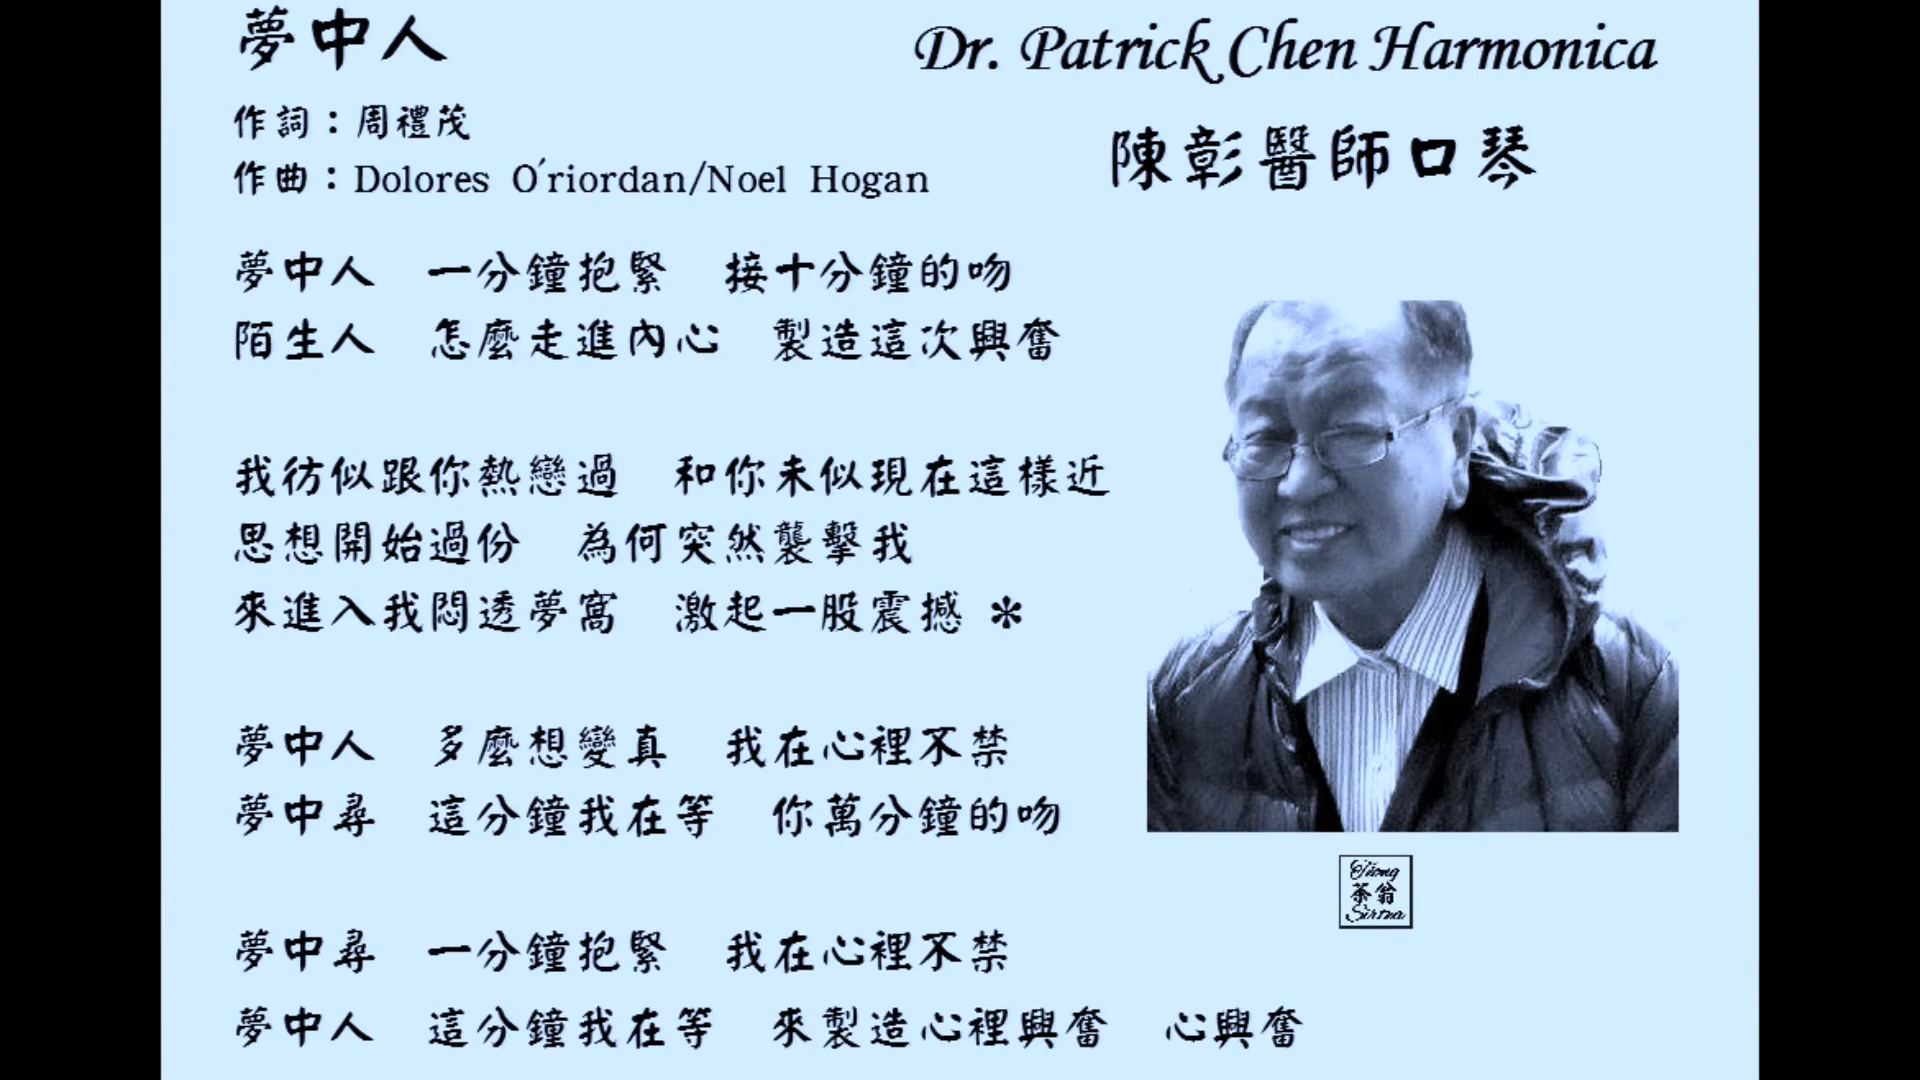 夢中人
Dr. Patrick Chen Harmonica
作詞：周禮茂
陳彰醫師口琴
作曲：Dolores O'riordan/Noel Hogan
夢中人 一分鐘抱緊 接十分鐘的吻
陌生人 怎麼走進內心 製造這次興奮
我彷似跟你熱戀過 和你未似現在這樣近
思想開始過份 為何突然襲擊我
來進入我悶透夢窩 激起一股震撼 *
夢中人 多麼想變真 我在心裡不禁
夢中尋 這分鐘我在等 你萬分鐘的吻
茶翁
夢中尋 一分鐘抱緊 我在心裡不禁
夢中人 這分鐘我在等 來製造心裡興奮 心興奮